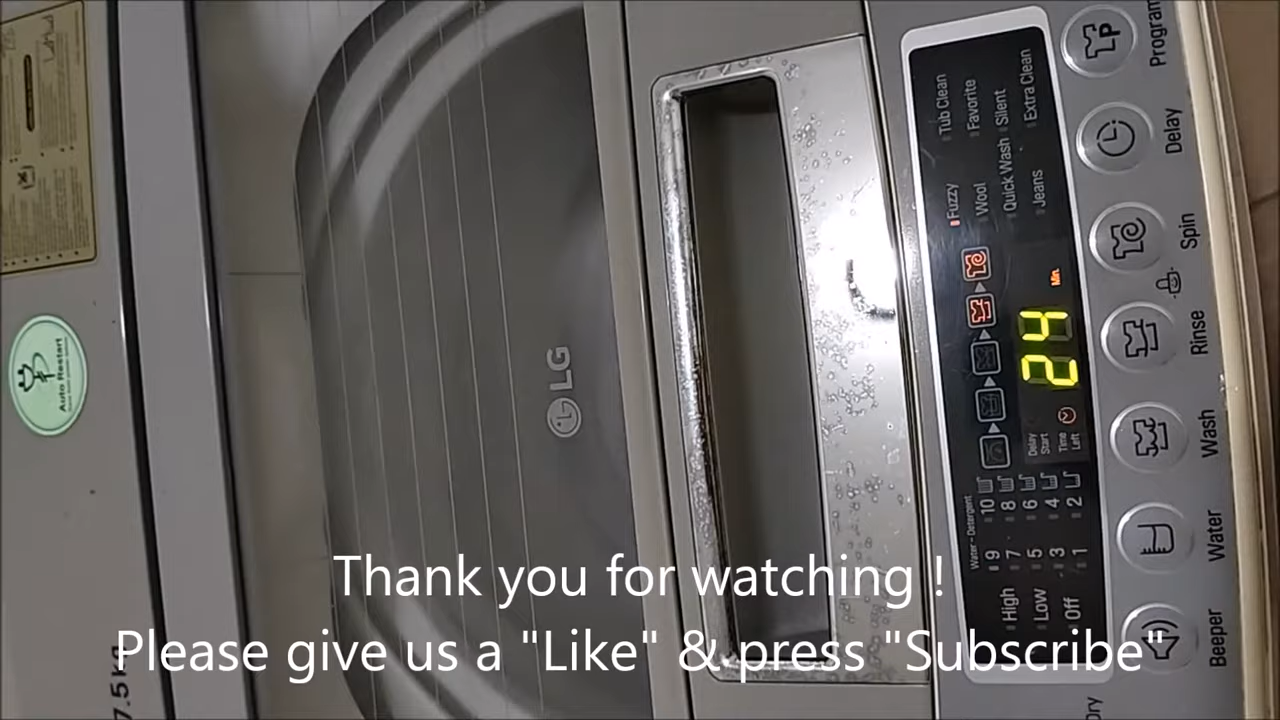 Auto Restart
7.5kg
LG
Tub Clean
Favorite
Silent
Extra Clean
Fuzzy
Wool
Quick Wash
Jeans
24
Min.
Delay Start
Time Left
Water - Detergent
9 10
7 8
5 6
3 4
1 2
High
Low
Off
Program
Delay
Spin
Rinse
Wash
Water
Beeper
Dry
Thank you for watching !
Please give us a "Like" & press "Subscribe"